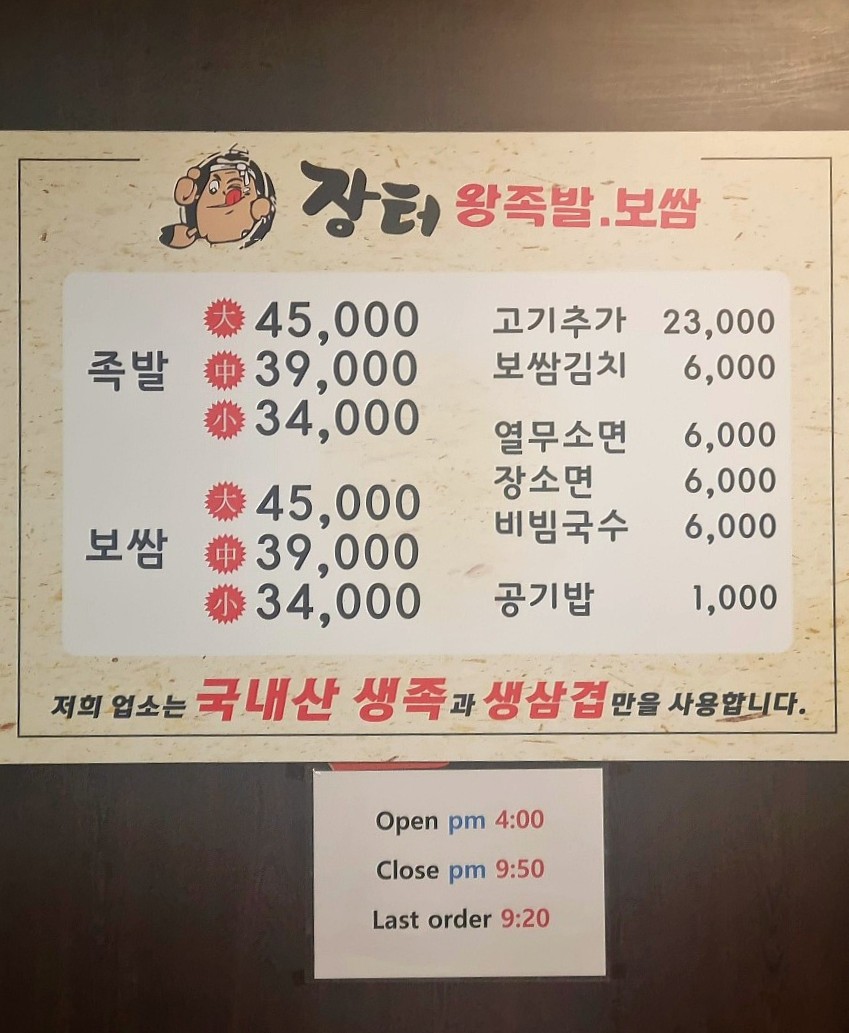 장터 왕족발.보쌈
족발
大 45,000
中 39,000
小 34,000
보쌈
大 45,000
中 39,000
小 34,000
고기추가 23,000
보쌈김치 6,000
열무소면 6,000
장소면 6,000
비빔국수 6,000
공기밥 1,000
저희 업소는 국내산 생족과 생삼겹만을 사용합니다.
Open pm 4:00
Close pm 9:50
Last order 9:20